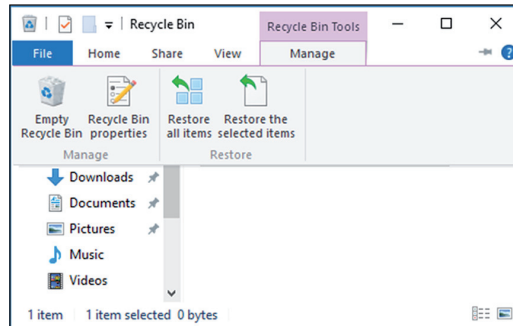 Recycle Bin
Recycle Bin Tools
File Home Share View Manage
Empty Recycle Bin
Recycle Bin properties
Restore all items
Restore the selected items
Manage
Restore
Downloads
Documents
Pictures
Music
Videos
1 item 1 item selected 0 bytes